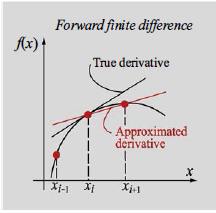 Forward finite difference
f(x)
True derivative
Approximated
derivative
x
x_{i-1} x_i x_{i+1}